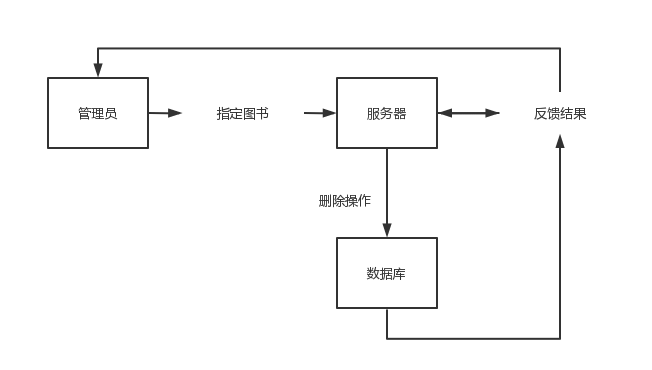 管理员
指定图书
服务器
反馈结果
删除操作
数据库